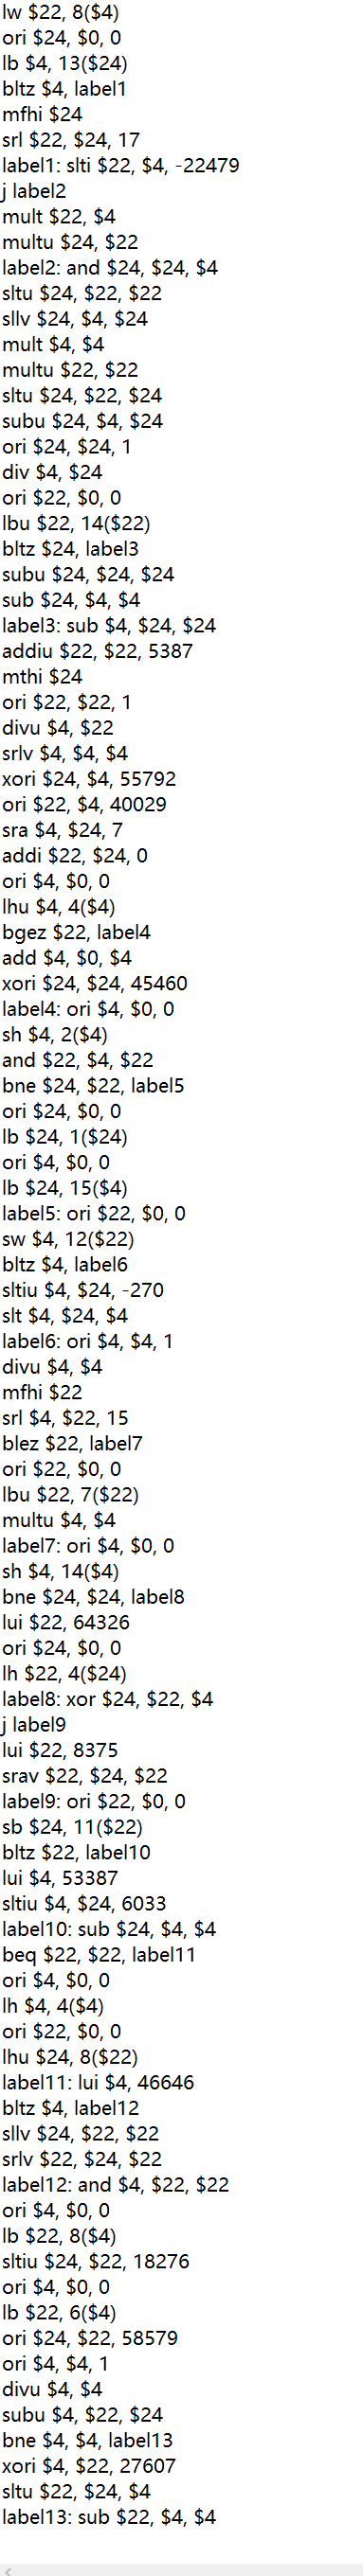 lw $22, 8($4)
ori $24, $0, 0
lb $4, 13($24)
bltz $4, label1
mfhi $24
srl $22, $24, 17
label1: slti $22, $4, -22479
j label2
mult $22, $4
multu $24, $22
label2: and $24, $24, $4
sltu $24, $22, $22
sllv $24, $4, $24
mult $4, $4
multu $22, $22
sltu $24, $22, $24
subu $24, $4, $24
ori $24, $24, 1
div $4, $24
ori $22, $0, 0
lbu $22, 14($22)
bltz $24, label3
subu $24, $24, $24
sub $24, $4, $4
label3: sub $4, $24, $24
addiu $22, $22, 5387
mthi $24
ori $22, $22, 1
divu $4, $22
srlv $4, $4, $4
xori $24, $4, 55792
ori $22, $4, 40029
sra $4, $24, 7
addi $22, $24, 0
ori $4, $0, 0
lhu $4, 4($4)
bgez $22, label4
add $4, $0, $4
xori $24, $24, 45460
label4: ori $4, $0, 0
sh $4, 2($4)
and $22, $4, $22
bne $24, $22, label5
ori $24, $0, 0
lb $24, 1($24)
ori $4, $0, 0
lb $24, 15($4)
label5: ori $22, $0, 0
sw $4, 12($22)
bltz $4, label6
sltiu $4, $24, -270
slt $4, $24, $4
label6: ori $4, $4, 1
divu $4, $4
mfhi $22
srl $4, $22, 15
blez $22, label7
ori $22, $0, 0
lbu $22, 7($22)
multu $4, $4
label7: ori $4, $0, 0
sh $4, 14($4)
bne $24, $24, label8
lui $22, 64326
ori $24, $0, 0
lh $22, 4($24)
label8: xor $24, $22, $4
j label9
lui $22, 8375
srav $22, $24, $22
label9: ori $22, $0, 0
sb $24, 11($22)
bltz $22, label10
lui $4, 53387
sltiu $4, $24, 6033
label10: sub $24, $4, $4
beq $22, $22, label11
ori $4, $0, 0
lh $4, 4($4)
ori $22, $0, 0
lhu $24, 8($22)
label11: lui $4, 46646
bltz $4, label12
sllv $24, $22, $22
srlv $22, $24, $22
label12: and $4, $22, $22
ori $4, $0, 0
lb $22, 8($4)
sltiu $24, $22, 18276
ori $4, $0, 0
lb $22, 6($4)
ori $24, $22, 58579
ori $4, $4, 1
divu $4, $4
subu $4, $22, $24
bne $4, $4, label13
xori $4, $22, 27607
sltu $22, $24, $4
label13: sub $22, $4, $4